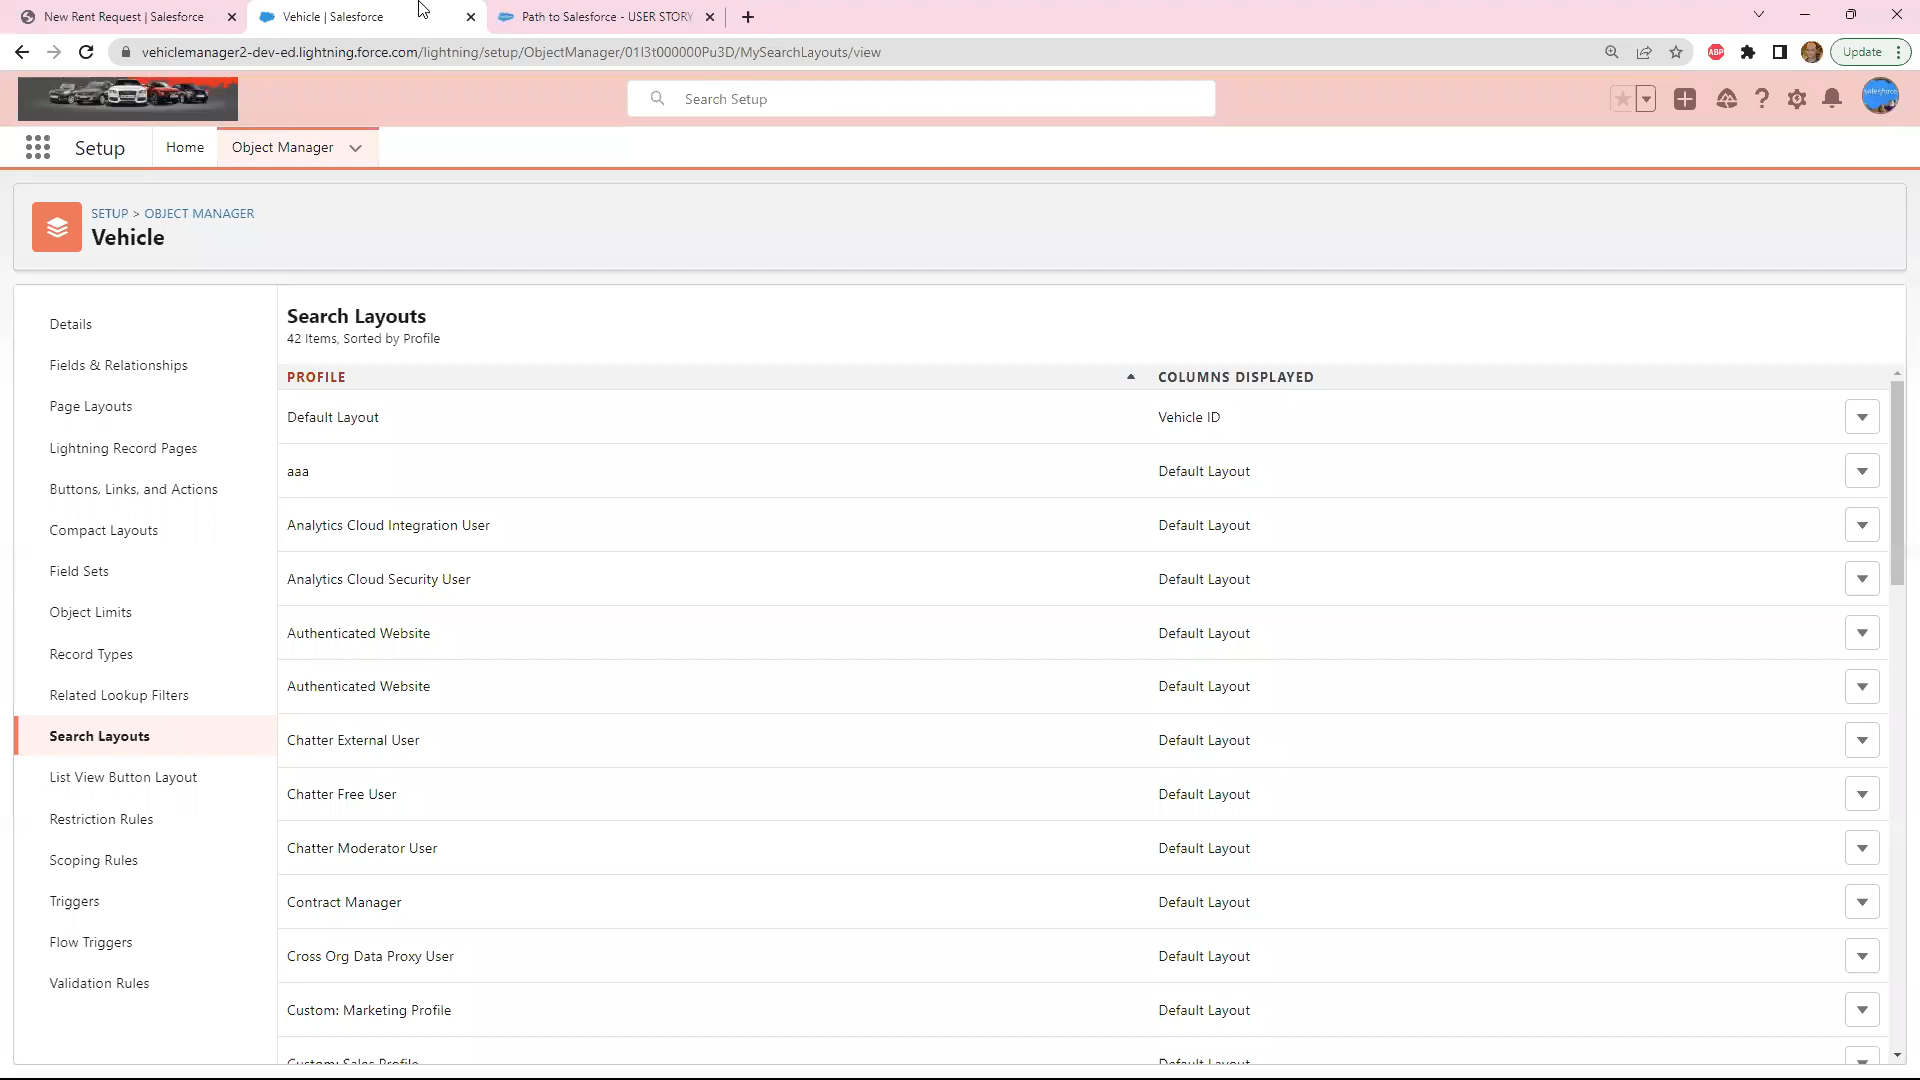 New Rent Request | Salesforce
Vehicle | Salesforce
Path to Salesforce - USER STORY
vehiclemanager2-dev-ed.lightning.force.com/lightning/setup/ObjectManager/01I3t000000Pu3D/MySearchLayouts/view
ABP
Update
Search Setup
salesforce
Setup
Home
Object Manager
SETUP > OBJECT MANAGER
Vehicle
Details
Fields & Relationships
Page Layouts
Lightning Record Pages
Buttons, Links, and Actions
Compact Layouts
Field Sets
Object Limits
Record Types
Related Lookup Filters
Search Layouts
List View Button Layout
Restriction Rules
Scoping Rules
Triggers
Flow Triggers
Validation Rules
Search Layouts
42 Items, Sorted by Profile
PROFILE COLUMNS DISPLAYED
Default Layout Vehicle ID
aaa Default Layout
Analytics Cloud Integration User Default Layout
Analytics Cloud Security User Default Layout
Authenticated Website Default Layout
Authenticated Website Default Layout
Chatter External User Default Layout
Chatter Free User Default Layout
Chatter Moderator User Default Layout
Contract Manager Default Layout
Cross Org Data Proxy User Default Layout
Custom: Marketing Profile Default Layout
Custom: Sales Profile Default Layout